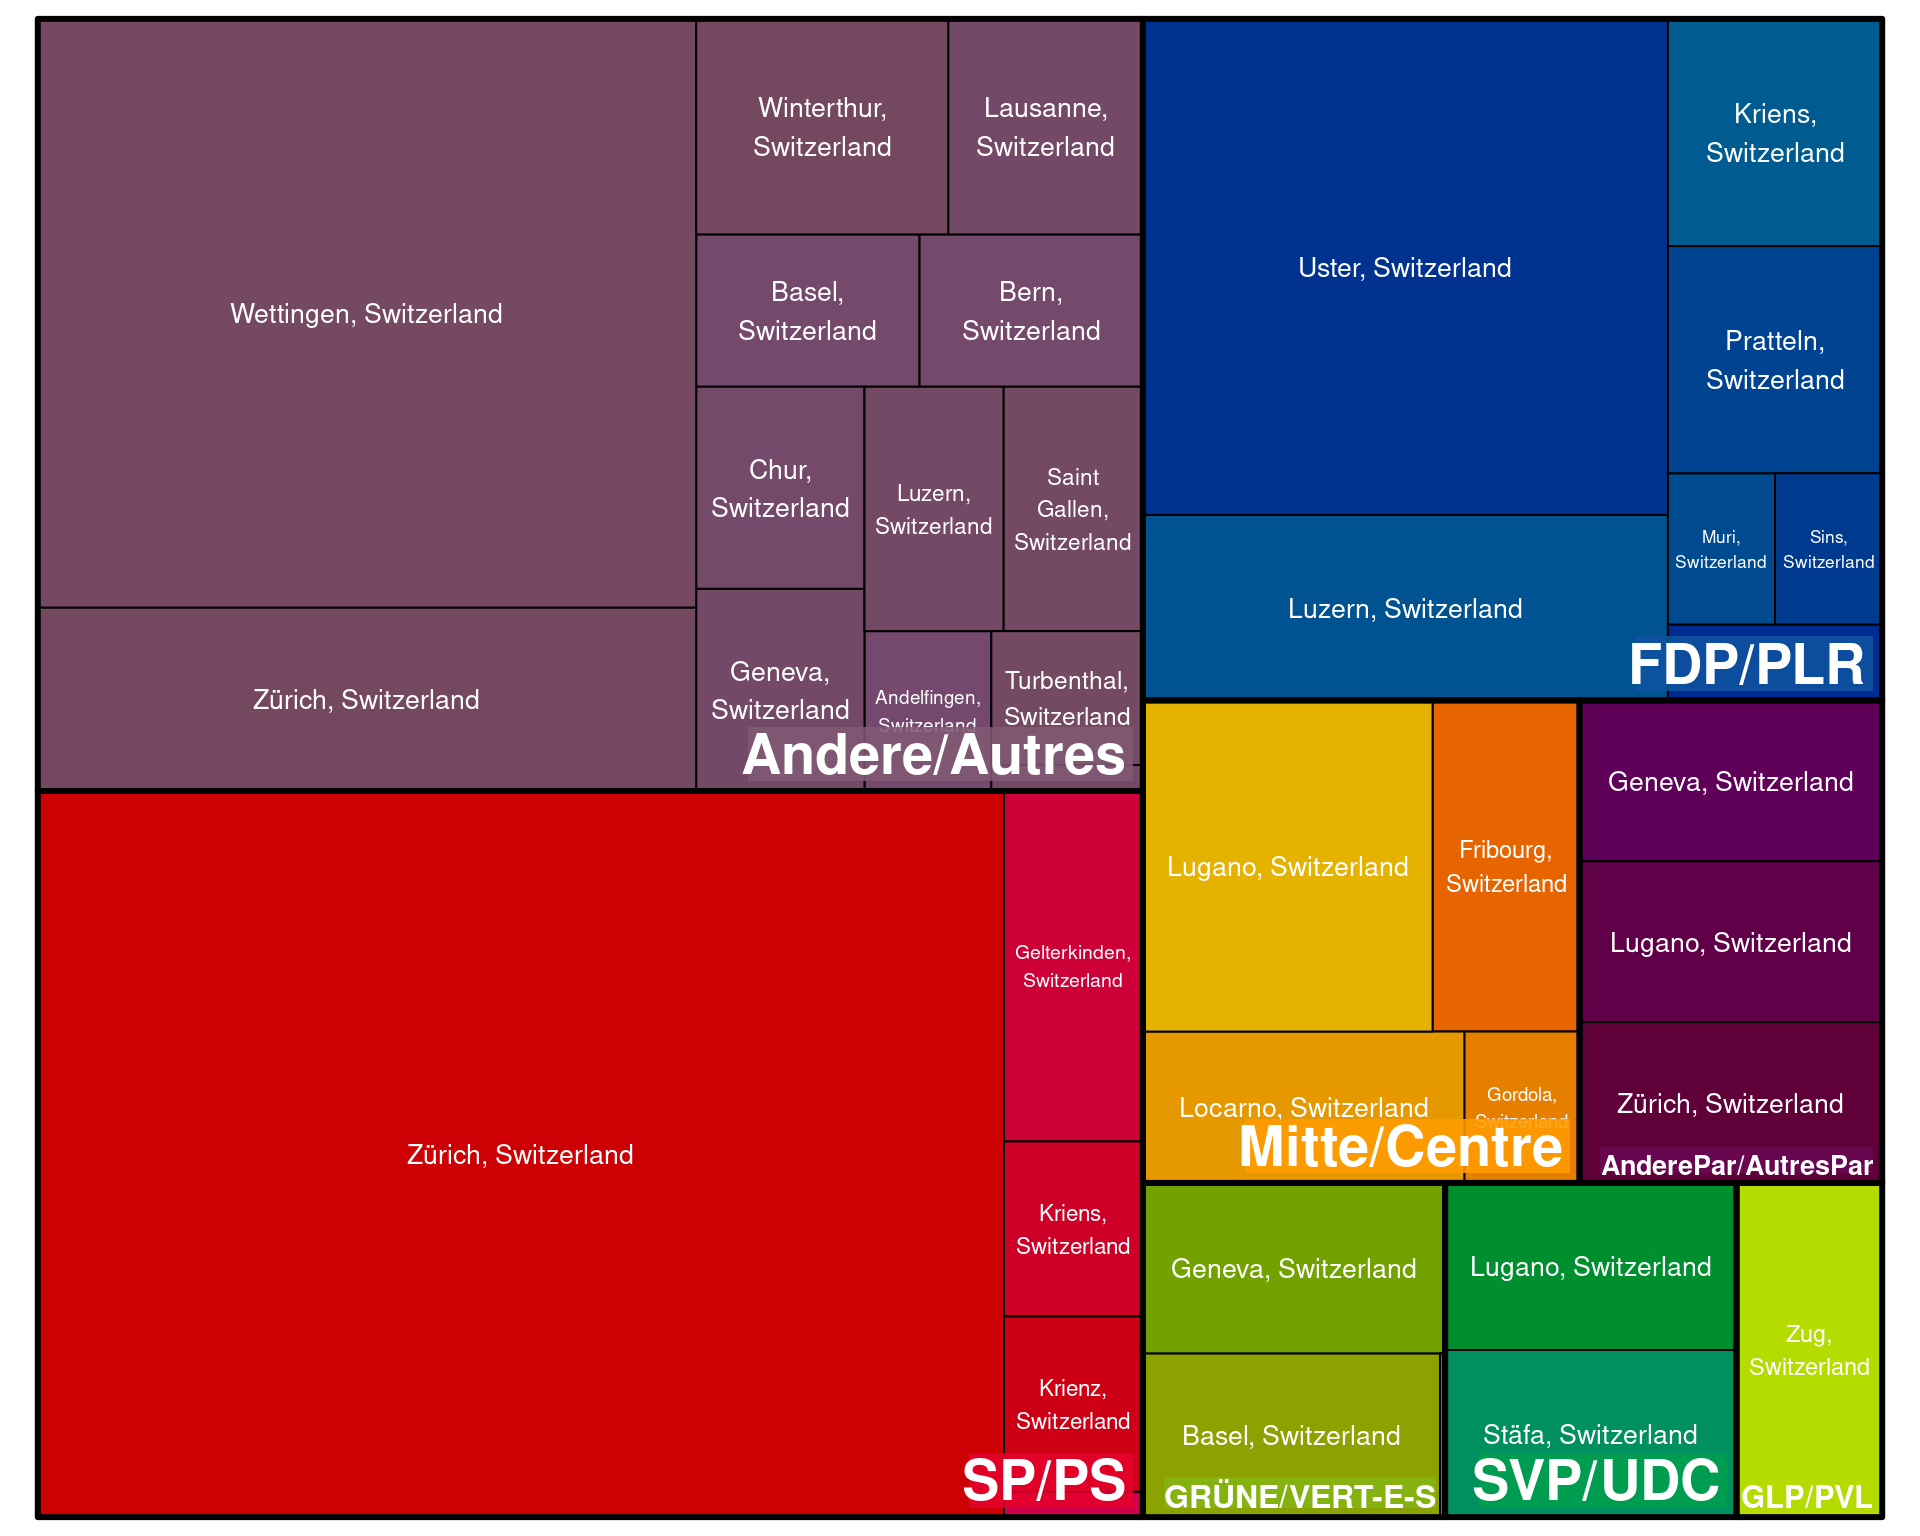 Wettingen, Switzerland
Zürich, Switzerland
Winterthur,
Switzerland
Lausanne,
Switzerland
Basel,
Switzerland
Bern,
Switzerland
Chur,
Switzerland
Luzern,
Switzerland
Saint
Gallen,
Switzerland
Geneva,
Switzerland
Andelfingen,
Switzerland
Turbenthal,
Switzerland
Andere/Autres
Zürich, Switzerland
Gelterkinden,
Switzerland
Kriens,
Switzerland
Krienz,
Switzerland
SP/PS
Uster, Switzerland
Luzern, Switzerland
Kriens,
Switzerland
Pratteln,
Switzerland
Muri,
Switzerland
Sins,
Switzerland
FDP/PLR
Lugano, Switzerland
Fribourg,
Switzerland
Locarno, Switzerland
Gordola,
Switzerland
Mitte/Centre
Geneva, Switzerland
Lugano, Switzerland
Zürich, Switzerland
AnderePar/AutresPar
Geneva, Switzerland
Basel, Switzerland
GRÜNE/VERT-E-S
Lugano, Switzerland
Stäfa, Switzerland
SVP/UDC
Zug,
Switzerland
GLP/PVL